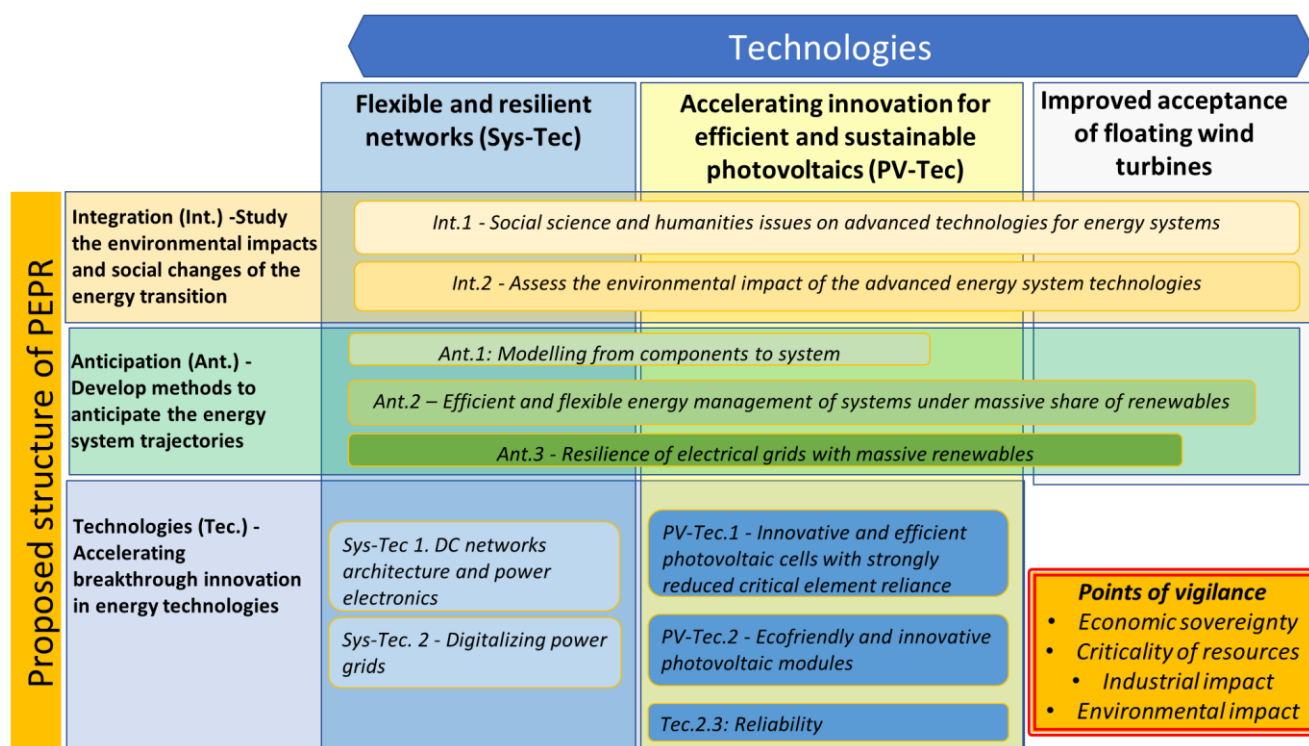 Technologies
Flexible and resilient
networks (Sys-Tec)
Accelerating innovation for
efficient and sustainable
photovoltaics (PV-Tec)
Improved acceptance
of floating wind
turbines
Proposed structure of PEPR
Integration (Int.) -Study
the environmental impacts
and social changes of the
energy transition
Int.1 - Social science and humanities issues on advanced technologies for energy systems
Int.2 - Assess the environmental impact of the advanced energy system technologies
Anticipation (Ant.) -
Develop methods to
anticipate the energy
system trajectories
Ant.1: Modelling from components to system
Ant.2 – Efficient and flexible energy management of systems under massive share of renewables
Ant.3 - Resilience of electrical grids with massive renewables
Technologies (Tec.) -
Accelerating
breakthrough innovation
in energy technologies
Sys-Tec 1. DC networks
architecture and power
electronics
Sys-Tec. 2 - Digitalizing power
grids
PV-Tec.1 - Innovative and efficient
photovoltaic cells with strongly
reduced critical element reliance
PV-Tec.2 - Ecofriendly and innovative
photovoltaic modules
Tec.2.3: Reliability
Points of vigilance
• Economic sovereignty
• Criticality of resources
• Industrial impact
• Environmental impact